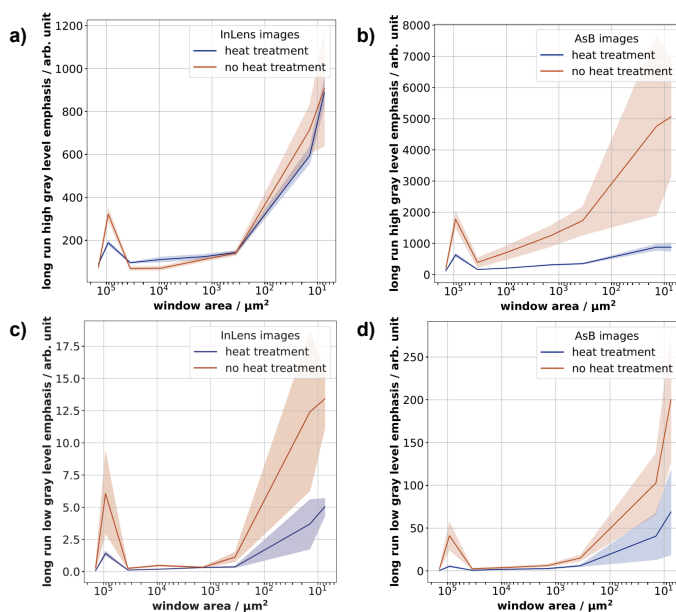 a)
InLens images
heat treatment
no heat treatment
long run high gray level emphasis / arb. unit
1200
1000
800
600
400
200
10⁵
10⁴
10³
10²
10¹
window area / μm²
b)
AsB images
heat treatment
no heat treatment
long run high gray level emphasis / arb. unit
8000
7000
6000
5000
4000
3000
2000
1000
0
10⁵
10⁴
10³
10²
10¹
window area / μm²
c)
InLens images
heat treatment
no heat treatment
long run low gray level emphasis / arb. unit
17.5
15.0
12.5
10.0
7.5
5.0
2.5
0.0
10⁵
10⁴
10³
10²
10¹
window area / μm²
d)
AsB images
heat treatment
no heat treatment
long run low gray level emphasis / arb. unit
250
200
150
100
50
0
10⁵
10⁴
10³
10²
10¹
window area / μm²